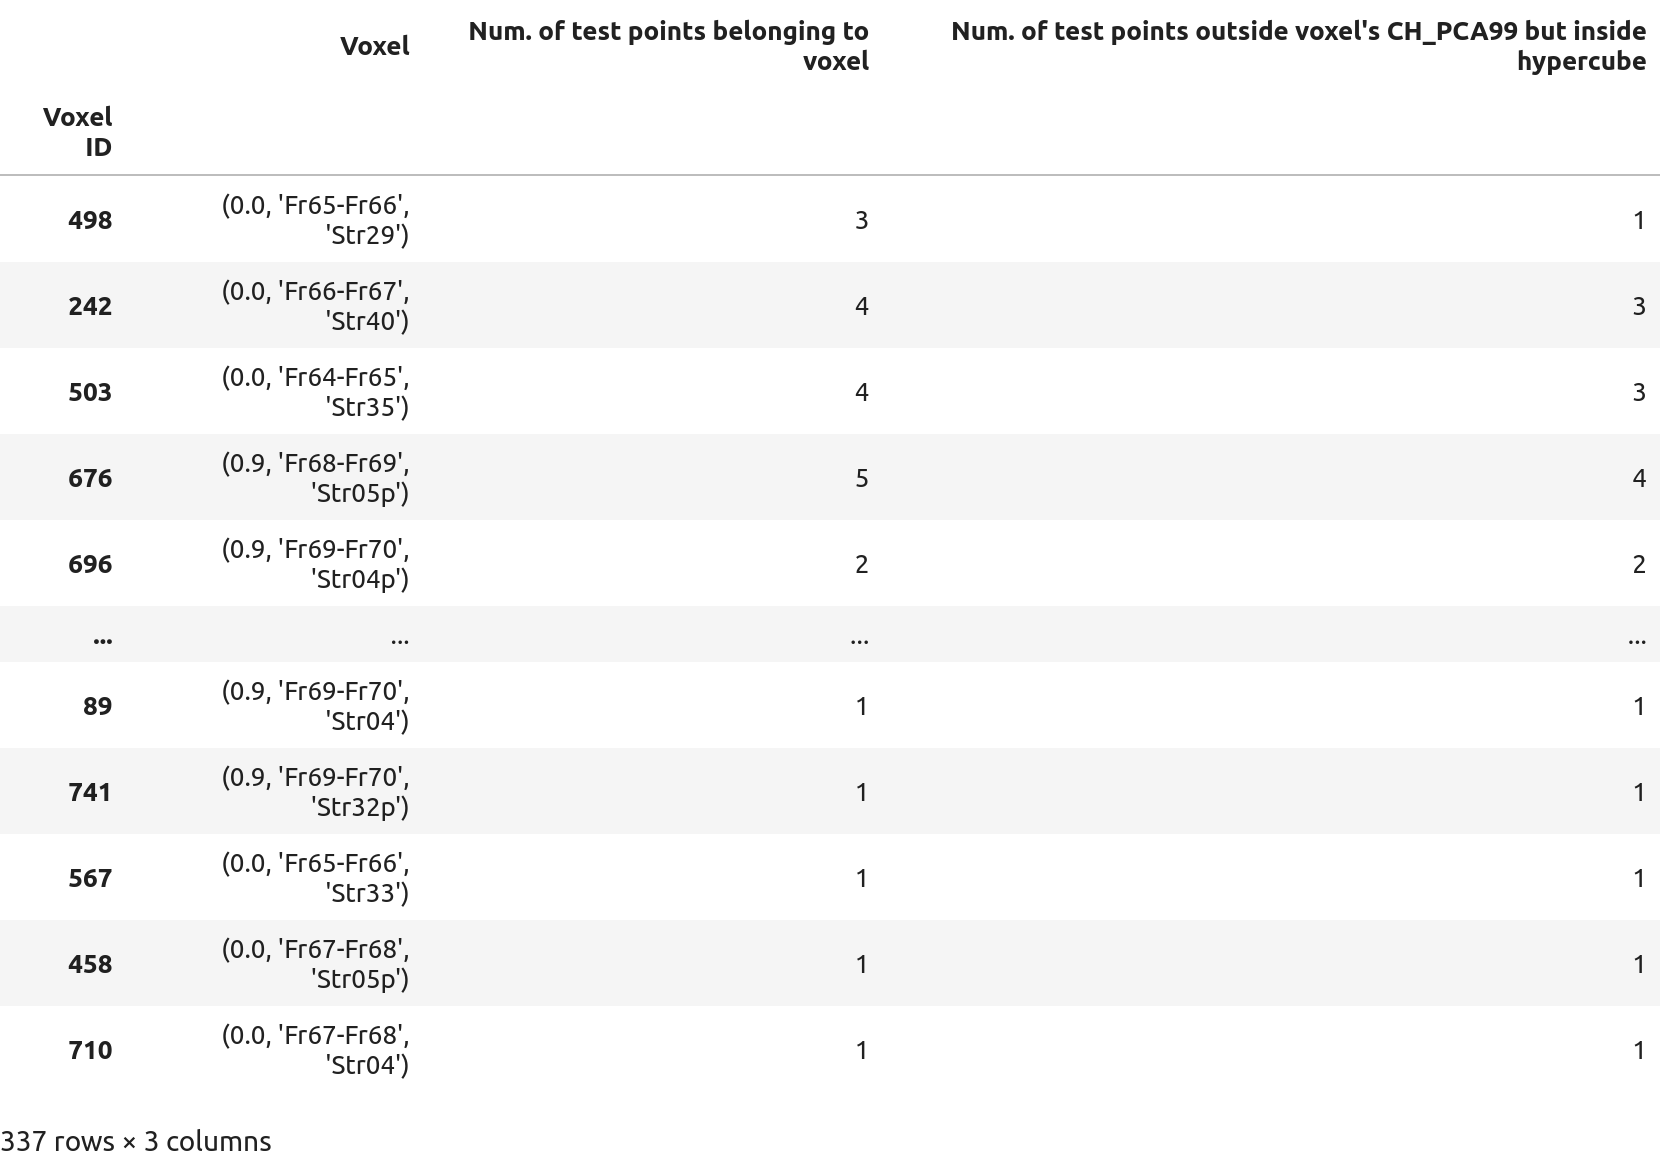 Voxel
Num. of test points belonging to
voxel
Num. of test points outside voxel's CH_PCA99 but inside
hypercube
Voxel
ID
498
(0.0, 'Fr65-Fr66',
'Str29')
3
1
242
(0.0, 'Fr66-Fr67',
'Str40')
4
3
503
(0.0, 'Fr64-Fr65',
'Str35')
4
3
676
(0.9, 'Fr68-Fr69',
'Str05p')
5
4
696
(0.9, 'Fr69-Fr70',
'Str04p')
2
2
...
...
...
...
89
(0.9, 'Fr69-Fr70',
'Str04')
1
1
741
(0.9, 'Fr69-Fr70',
'Str32p')
1
1
567
(0.0, 'Fr65-Fr66',
'Str33')
1
1
458
(0.0, 'Fr67-Fr68',
'Str05p')
1
1
710
(0.0, 'Fr67-Fr68',
'Str04')
1
1
337 rows × 3 columns